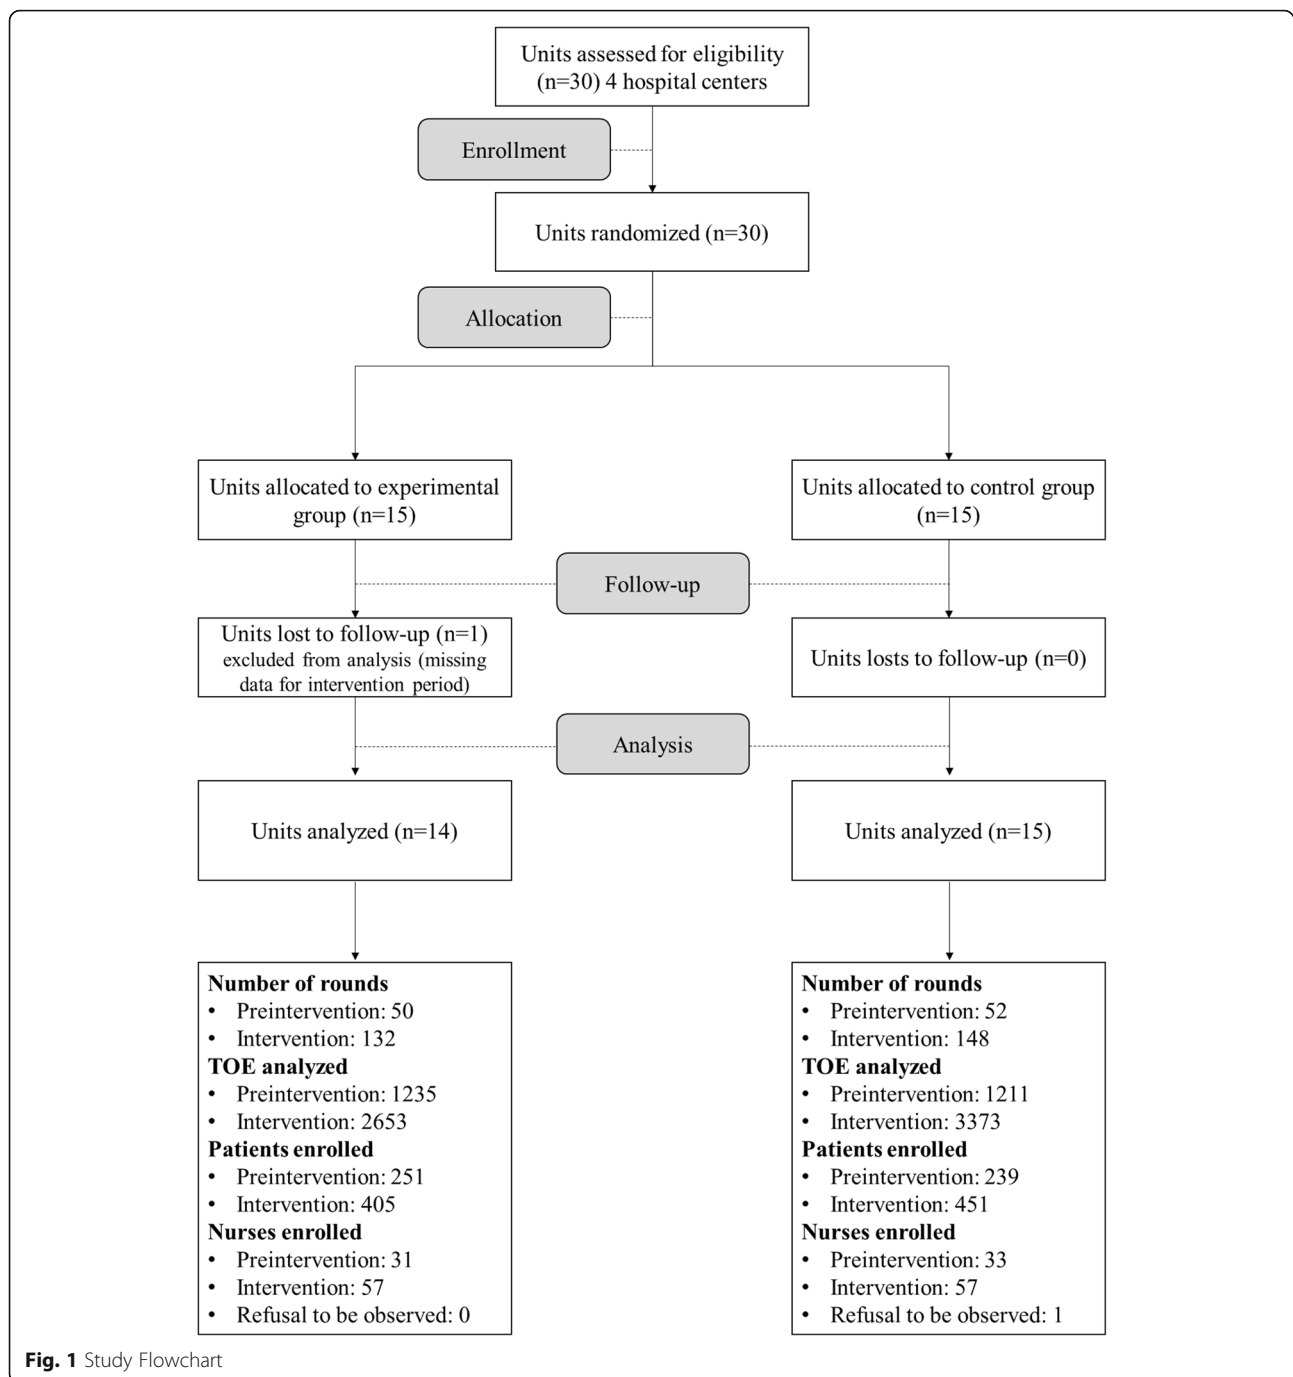 Units assessed for eligibility
(n=30) 4 hospital centers
Enrollment
Units randomized (n=30)
Allocation
Units allocated to experimental
group (n=15)
Units allocated to control group
(n=15)
Follow-up
Units lost to follow-up (n=1)
excluded from analysis (missing
data for intervention period)
Units losts to follow-up (n=0)
Analysis
Units analyzed (n=14)
Units analyzed (n=15)
Number of rounds
• Preintervention: 50
• Intervention: 132
TOE analyzed
• Preintervention: 1235
• Intervention: 2653
Patients enrolled
• Preintervention: 251
• Intervention: 405
Nurses enrolled
• Preintervention: 31
• Intervention: 57
• Refusal to be observed: 0
Number of rounds
• Preintervention: 52
• Intervention: 148
TOE analyzed
• Preintervention: 1211
• Intervention: 3373
Patients enrolled
• Preintervention: 239
• Intervention: 451
Nurses enrolled
• Preintervention: 33
• Intervention: 57
• Refusal to be observed: 1
Fig. 1 Study Flowchart